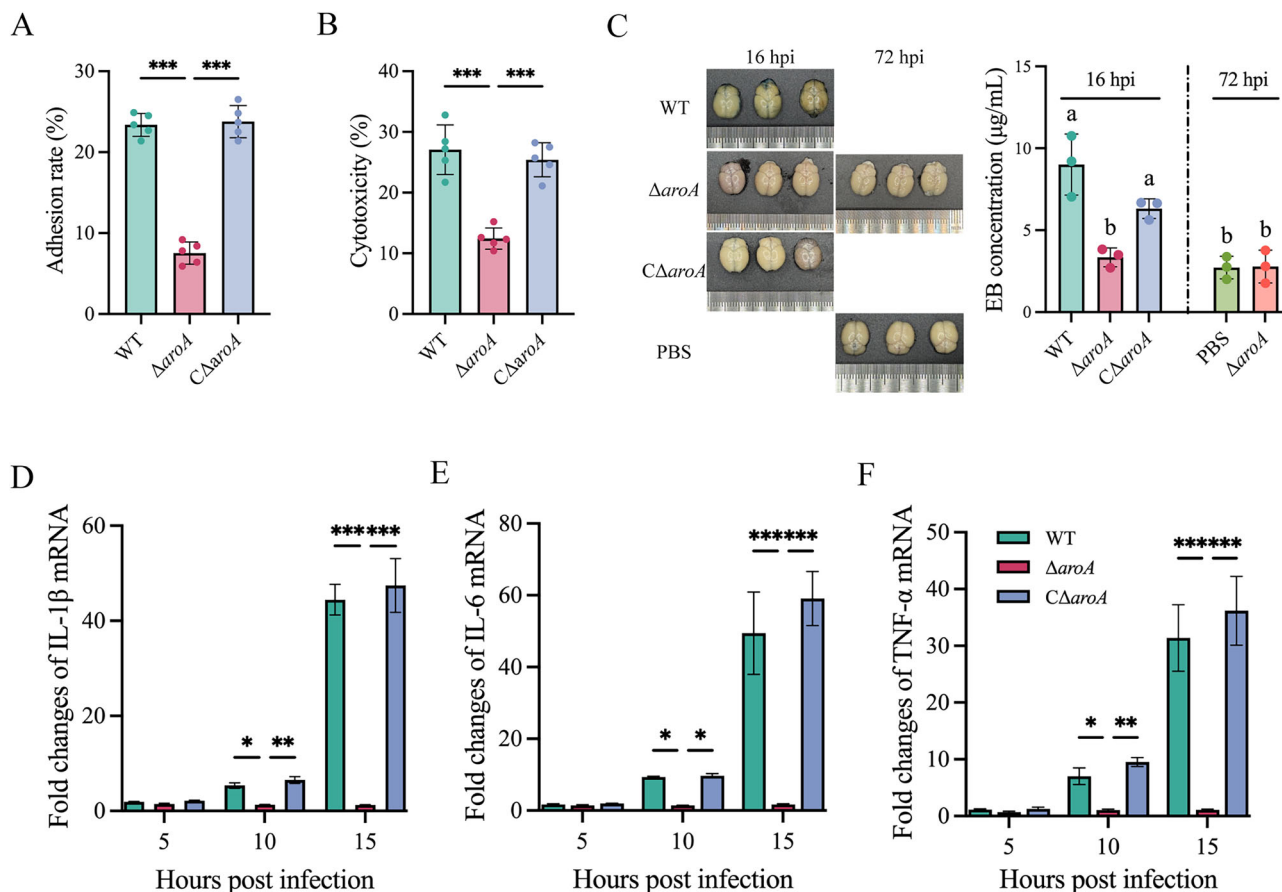 A
Adhesion rate (%)
30
20
10
0
*** ***
WT
ΔaroA
CΔaroA
B
Cytotoxicity (%)
40
30
20
10
0
*** ***
WT
ΔaroA
CΔaroA
C
16 hpi
72 hpi
WT
ΔaroA
CΔaroA
PBS
EB concentration (μg/mL)
15
10
5
0
16 hpi
72 hpi
a
b
a
b
b
WT
ΔaroA
CΔaroA
PBS
ΔaroA
D
Fold changes of IL-1β mRNA
60
40
20
0
* **
******
5
10
15
Hours post infection
E
Fold changes of IL-6 mRNA
80
60
40
20
0
* *
******
5
10
15
Hours post infection
F
Fold changes of TNF-α mRNA
50
40
30
20
10
0
WT
ΔaroA
CΔaroA
* **
******
5
10
15
Hours post infection